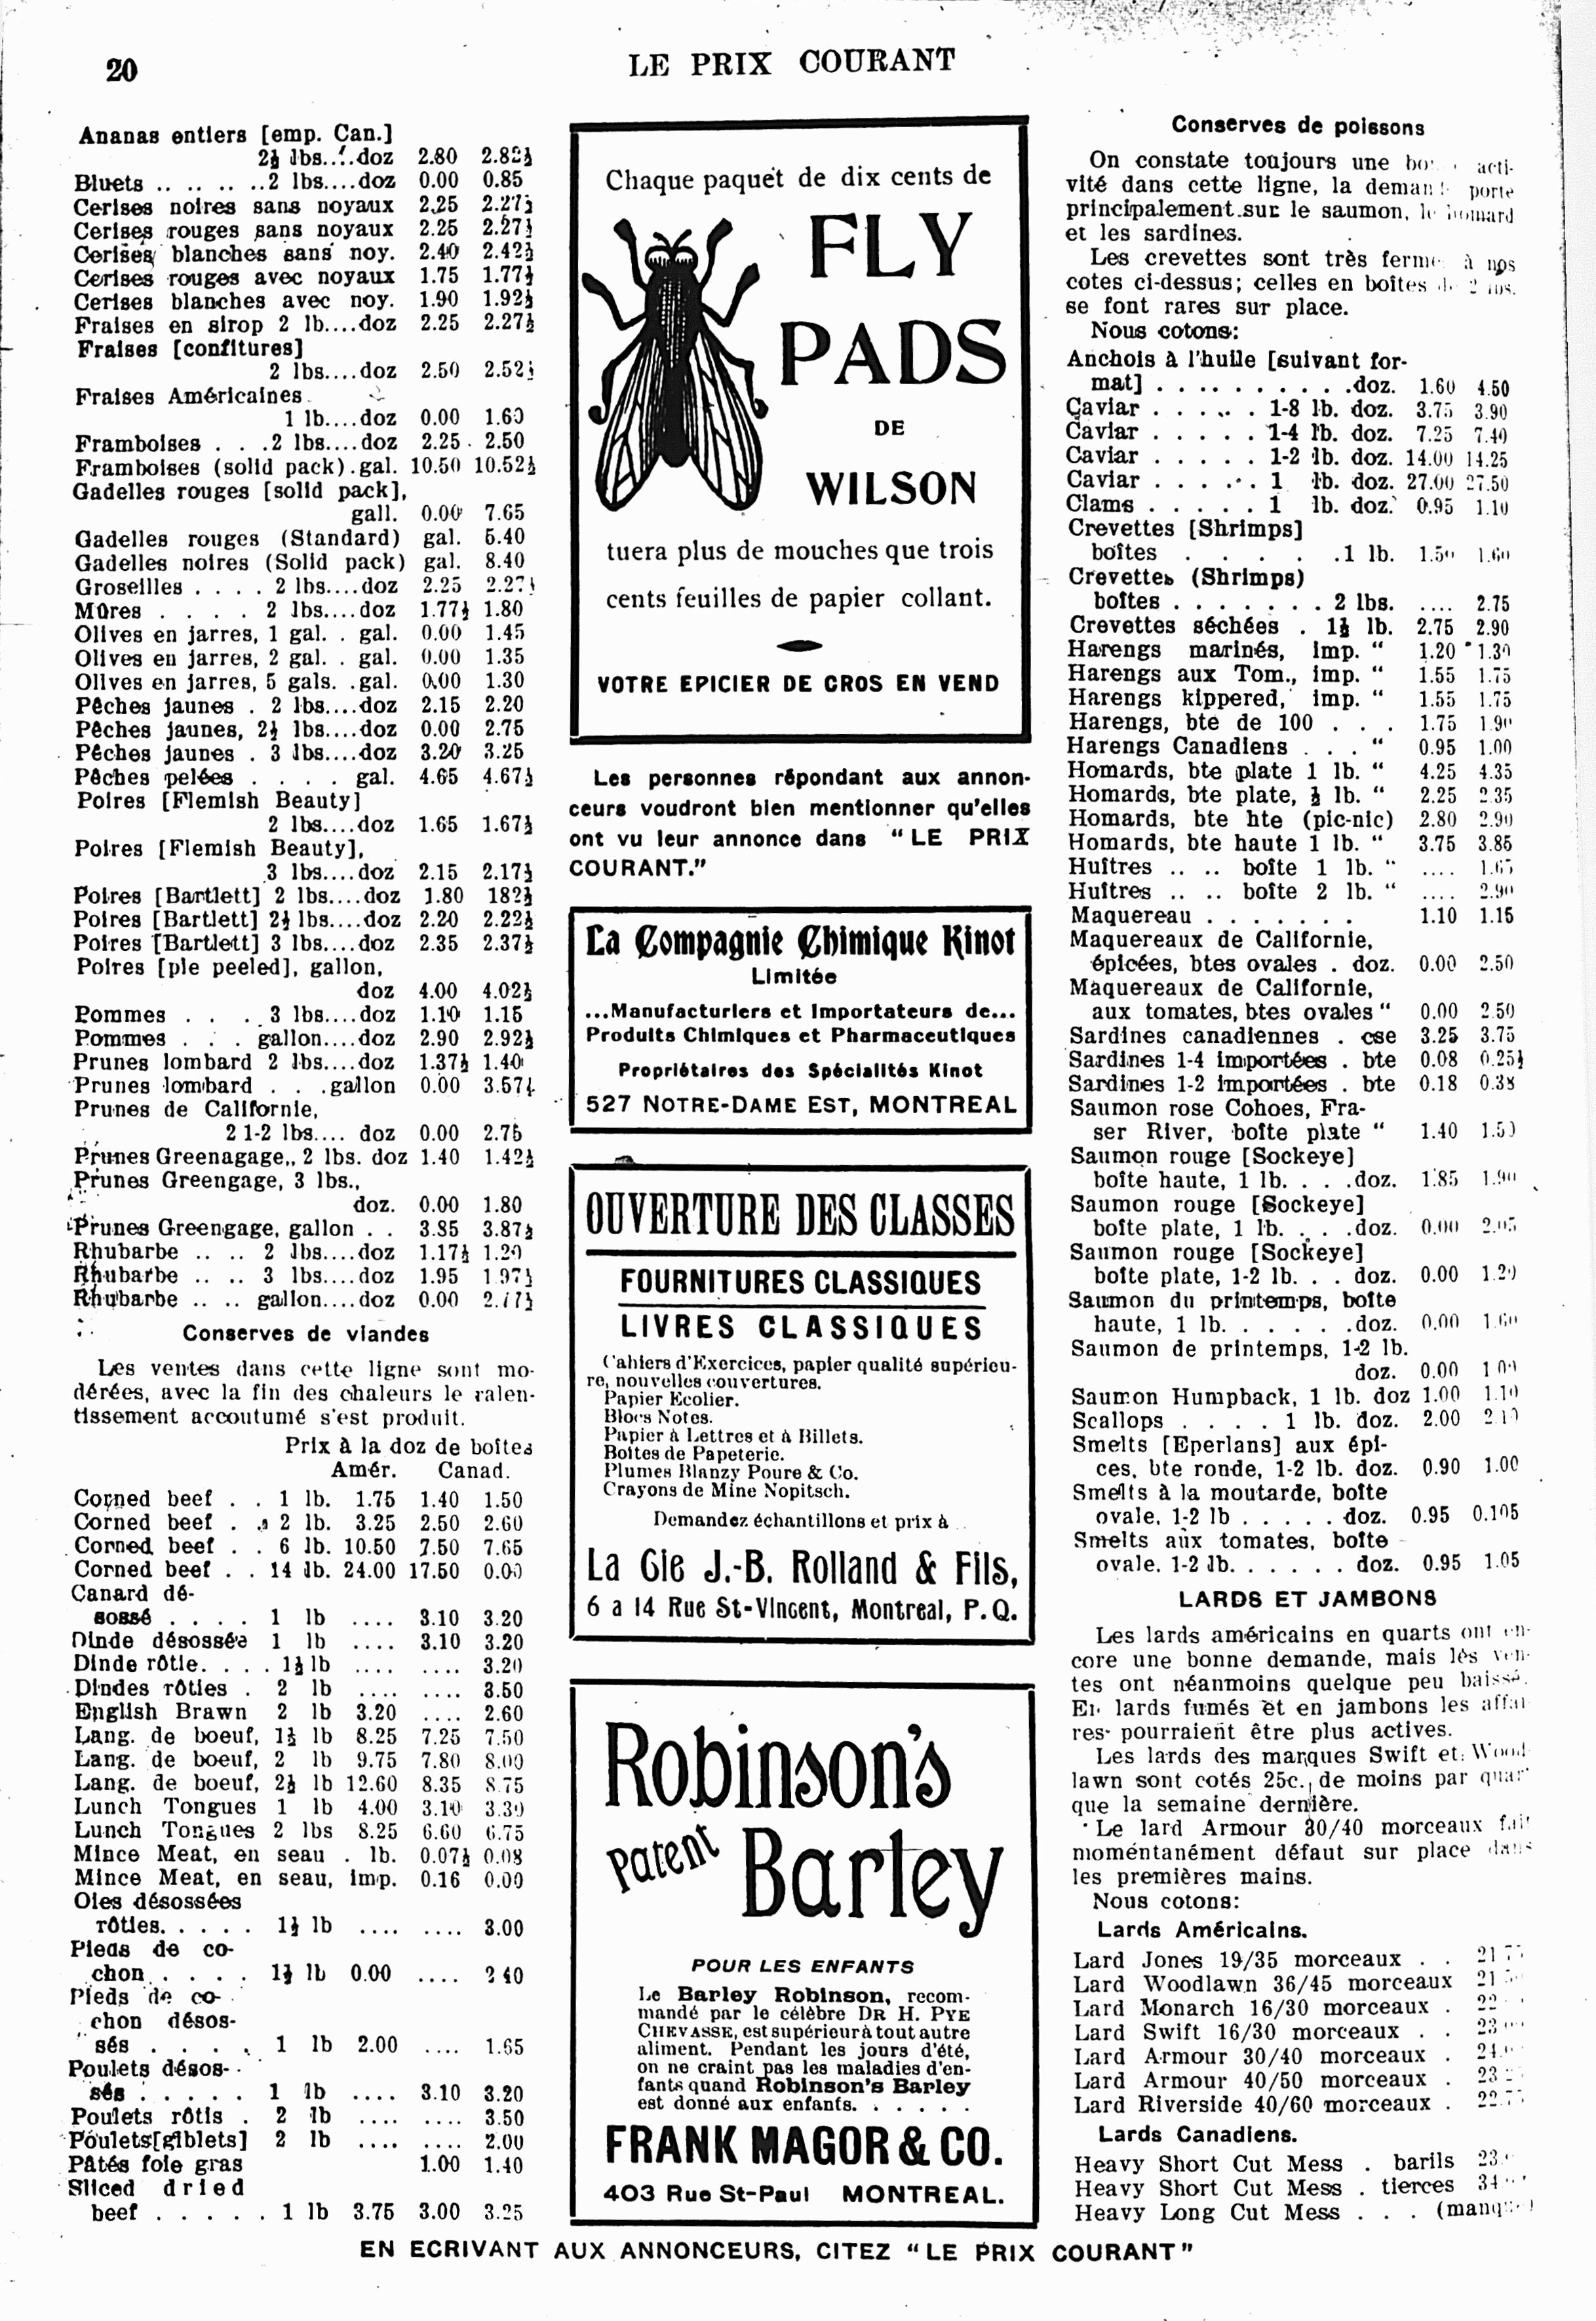 20
LE PRIX COURANT
Ananas entiers [emp. Can.]
2½ lbs....doz 2.80 2.82½
Bluets .. .. .. ..2 lbs....doz 0.00 0.85
Cerises noires sans noyaux 2.25 2.27½
Cerises rouges sans noyaux 2.25 2.27½
Cerises blanches sans noy. 2.40 2.42½
Cerises rouges avec noyaux 1.75 1.77½
Cerises blanches avec noy. 1.90 1.92½
Fraises en sirop 2 lb....doz 2.25 2.27½
Fraises [confitures]
2 lbs....doz 2.50 2.52½
Fraises Américaines
1 lb....doz 0.00 1.60
Framboises . . .2 lbs....doz 2.25 2.50
Framboises (solid pack).gal. 10.50 10.52½
Gadelles rouges [solid pack],
gall. 0.00 7.65
Gadelles rouges (Standard) gal. 5.40
Gadelles noires (Solid pack) gal. 8.40
Groseilles . . . . 2 lbs....doz 2.25 2.27½
Mûres . . . . 2 lbs....doz 1.77½ 1.80
Olives en jarres, 1 gal. . gal. 0.00 1.45
Olives en jarres, 2 gal. . gal. 0.00 1.35
Olives en jarres, 5 gals. .gal. 0.00 1.30
Pêches jaunes . 2 lbs....doz 2.15 2.20
Pêches jaunes, 2½ lbs....doz 0.00 2.75
Pêches jaunes . 3 lbs....doz 3.20 3.25
Pêches pelées . . . . gal. 4.65 4.67½
Poires [Flemish Beauty]
2 lbs....doz 1.65 1.67½
Poires [Flemish Beauty],
3 lbs....doz 2.15 2.17½
Poires [Bartlett] 2 lbs....doz 1.80 182½
Poires [Bartlett] 2½ lbs....doz 2.20 2.22½
Poires [Bartlett] 3 lbs....doz 2.35 2.37½
Poires [pie peeled], gallon,
doz 4.00 4.02½
Pommes . . . 3 lbs....doz 1.10 1.15
Pommes . . . gallon....doz 2.90 2.92½
Prunes lombard 2 lbs....doz 1.37½ 1.40
Prunes lombard . . .gallon 0.00 3.57½
Prunes de Californie,
2 1-2 lbs.... doz 0.00 2.75
Prunes Greenagage,, 2 lbs. doz 1.40 1.42½
Prunes Greengage, 3 lbs.,
doz. 0.00 1.80
Prunes Greengage, gallon . . 3.85 3.87½
Rhubarbe .. .. 2 lbs....doz 1.17½ 1.20
Rhubarbe .. .. 3 lbs....doz 1.95 1.97½
Rhubarbe .. .. gallon....doz 0.00 2.77½
Conserves de viandes
Les ventes dans cette ligne sont mo-
dérées, avec la fin des chaleurs le ralen-
tissement accoutumé s'est produit.
Prix à la doz de boîtes
Amér. Canad.
Corned beef . . 1 lb. 1.75 1.40 1.50
Corned beef . . 2 lb. 3.25 2.50 2.60
Corned beef . . 6 lb. 10.50 7.50 7.65
Corned beef . . 14 lb. 24.00 17.50 0.00
Canard dé-
sossé . . . . 1 lb .... 3.10 3.20
Dinde désossée 1 lb .... 3.10 3.20
Dinde rôtie. . . . 1½ lb .... .... 3.20
Dindes rôties . 2 lb .... .... 3.50
English Brawn 2 lb 3.20 .... 2.60
Lang. de boeuf, 1½ lb 8.25 7.25 7.50
Lang. de boeuf, 2 lb 9.75 7.80 8.00
Lang. de boeuf, 2½ lb 12.60 8.35 8.75
Lunch Tongues 1 lb 4.00 3.10 3.30
Lunch Tongues 2 lbs 8.25 6.60 6.75
Mince Meat, en seau . lb. 0.07½ 0.08
Mince Meat, en seau, imp. 0.16 0.00
Oies désossées
rôties. . . . . 1½ lb .... .... 3.00
Pieds de co-
chon. . . . . 1½ lb 0.00 .... 2 40
Pieds de co-
chon désos-
sés . . . . 1 lb 2.00 .... 1.65
Poulets désos-
sés . . . . . 1 lb .... 3.10 3.20
Poulets rôtis . 2 lb .... .... 3.50
Poulets[giblets] 2 lb .... .... 2.00
Pâtés foie gras 1.00 1.40
Sliced dried
beef . . . . . 1 lb 3.75 3.00 3.25
Chaque paquet de dix cents de
FLY
PADS
DE
WILSON
tuera plus de mouches que trois
cents feuilles de papier collant.
VOTRE EPICIER DE GROS EN VEND
Les personnes répondant aux annon-
ceurs voudront bien mentionner qu'elles
ont vu leur annonce dans "LE PRIX
COURANT."
La Compagnie Chimique Kinot
Limitée
...Manufacturiers et Importateurs de...
Produits Chimiques et Pharmaceutiques
Propriétaires des Spécialités Kinot
527 NOTRE-DAME EST, MONTREAL
OUVERTURE DES CLASSES
FOURNITURES CLASSIQUES
LIVRES CLASSIQUES
Cahiers d'Exercices, papier qualité supérieu-
re, nouvelles couvertures.
Papier Ecolier.
Blocs Notes.
Papier à Lettres et à Billets.
Boîtes de Papeterie.
Plumes Blanzy Poure & Co.
Crayons de Mine Nopitsch.
Demandez échantillons et prix à
La Cie J.-B. Rolland & Fils,
6 a 14 Rue St-Vincent, Montreal, P.Q.
Robinson's
Patent
Barley
POUR LES ENFANTS
Le Barley Robinson, recom-
mandé par le célèbre DR H. PYE
CHEVASSE, est supérieur à tout autre
aliment. Pendant les jours d'été,
on ne craint pas les maladies d'en-
fants quand Robinson's Barley
est donné aux enfants. . . . . .
FRANK MAGOR & CO.
403 Rue St-Paul MONTREAL.
Conserves de poissons
On constate toujours une acti-
vité dans cette ligne, la deman porte
principalement sur le saumon, le homard
et les sardines.
Les crevettes sont très ferme à nos
cotes ci-dessus; celles en boîtes de 2 lbs.
se font rares sur place.
Nous cotons:
Anchois à l'huile [suivant for-
mat] . . . . . . . . . . .doz. 1.60 4.50
Caviar . . . . . 1-8 lb. doz. 3.75 3.90
Caviar . . . . . 1-4 lb. doz. 7.25 7.40
Caviar . . . . . 1-2 lb. doz. 14.00 14.25
Caviar . . . . . 1 lb. doz. 27.00 27.50
Clams . . . . . 1 lb. doz. 0.95 1.10
Crevettes [Shrimps]
boîtes . . . . .1 lb. 1.50 1.60
Crevettes (Shrimps)
boîtes . . . . . . . 2 lbs. .... 2.75
Crevettes séchées . 1½ lb. 2.75 2.90
Harengs marinés, imp. " 1.20 1.30
Harengs aux Tom., imp. " 1.55 1.75
Harengs kippered, imp. " 1.55 1.75
Harengs, bte de 100 . . . 1.75 1.90
Harengs Canadiens . . . " 0.95 1.00
Homards, bte plate 1 lb. " 4.25 4.35
Homards, bte plate, ½ lb. " 2.25 2.35
Homards, bte hte (pic-nic) 2.80 2.90
Homards, bte haute 1 lb. " 3.75 3.85
Huîtres .. .. boîte 1 lb. " .... 1.65
Huîtres .. .. boîte 2 lb. " .... 2.90
Maquereau . . . . . . . 1.10 1.15
Maquereaux de Californie,
épicées, btes ovales . doz. 0.00 2.50
Maquereaux de Californie,
aux tomates, btes ovales " 0.00 2.50
Sardines canadiennes . cse 3.25 3.75
Sardines 1-4 importées . bte 0.08 0.25½
Sardines 1-2 importées . bte 0.18 0.38
Saumon rose Cohoes, Fra-
ser River, boîte plate " 1.40 1.50
Saumon rouge [Sockeye]
boîte haute, 1 lb. . . .doz. 1.85 1.90
Saumon rouge [Sockeye]
boîte plate, 1 lb. . . .doz. 0.00 2.05
Saumon rouge [Sockeye]
boîte plate, 1-2 lb. . . doz. 0.00 1.20
Saumon du printemps, boîte
haute, 1 lb. . . . . .doz. 0.00 1.60
Saumon de printemps, 1-2 lb.
doz. 0.00 1 00
Saumon Humpback, 1 lb. doz 1.00 1.10
Scallops . . . . 1 lb. doz. 2.00 2.10
Smelts [Eperlans] aux épi-
ces, bte ronde, 1-2 lb. doz. 0.90 1.00
Smelts à la moutarde, boîte
ovale, 1-2 lb . . . . . doz. 0.95 0.105
Smelts aux tomates, boîte
ovale. 1-2 lb. . . . . . doz. 0.95 1.05
LARDS ET JAMBONS
Les lards américains en quarts ont en-
core une bonne demande, mais lés ven-
tes ont néanmoins quelque peu baissé.
En lards fumés et en jambons les affai
res pourraient être plus actives.
Les lards des marques Swift et Wood
lawn sont cotés 25c. de moins par quar
que la semaine dernière.
Le lard Armour 30/40 morceaux fait
momentanément défaut sur place dans
les premières mains.
Nous cotons:
Lards Américains.
Lard Jones 19/35 morceaux . .
Lard Woodlawn 36/45 morceaux
Lard Monarch 16/30 morceaux .
Lard Swift 16/30 morceaux . .
Lard Armour 30/40 morceaux .
Lard Armour 40/50 morceaux .
Lard Riverside 40/60 morceaux .
Lards Canadiens.
Heavy Short Cut Mess . barils
Heavy Short Cut Mess . tierces
Heavy Long Cut Mess . . .
EN ECRIVANT AUX ANNONCEURS, CITEZ "LE PRIX COURANT"